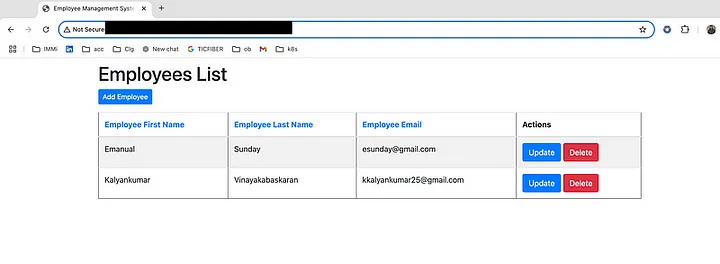 Employee Management Syste
Not Secure
IMMi acc Clg New chat TICFIBER ob k8s
Employees List
Add Employee
Employee First Name Employee Last Name Employee Email Actions
Emanual Sunday esunday@gmail.com Update Delete
Kalyankumar Vinayakabaskaran kkalyankumar25@gmail.com Update Delete